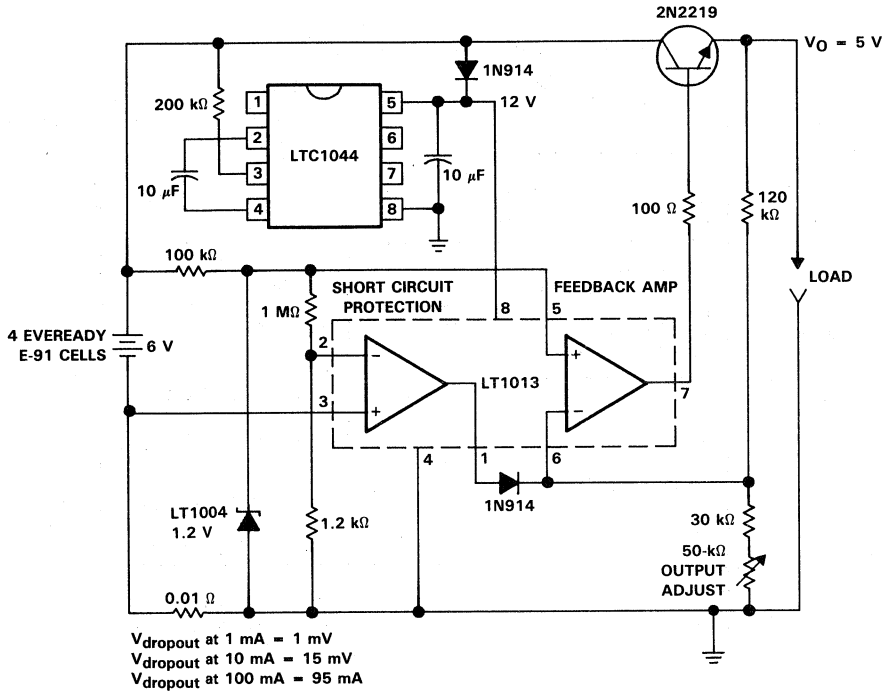 2N2219
V_O = 5 V
1N914
12 V
200 kΩ
1
2
3
4
5
6
7
8
LTC1044
10 µF
10 µF
100 Ω
120
kΩ
LOAD
100 kΩ
SHORT CIRCUIT
PROTECTION
FEEDBACK AMP
1 MΩ
8
5
4 EVEREADY
E-91 CELLS
6 V
2
−
3
+
LT1013
+
−
7
4
1
6
1N914
LT1004
1.2 V
1.2 kΩ
30 kΩ
50-kΩ
OUTPUT
ADJUST
0.01 Ω
Vdropout at 1 mA = 1 mV
Vdropout at 10 mA = 15 mV
Vdropout at 100 mA = 95 mA